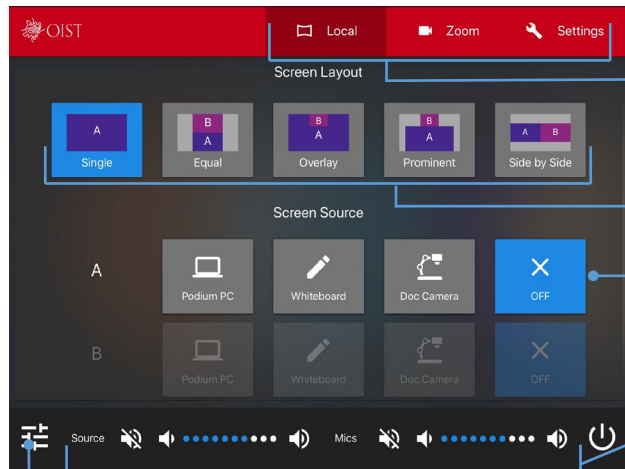 OIST
Local
Zoom
Settings
Screen Layout
A
Single
B
A
Equal
B
A
Overlay
B
A
Prominent
A B
Side by Side
Screen Source
A
Podium PC
Whiteboard
Doc Camera
OFF
B
Podium PC
Whiteboard
Doc Camera
OFF
Source
Mics